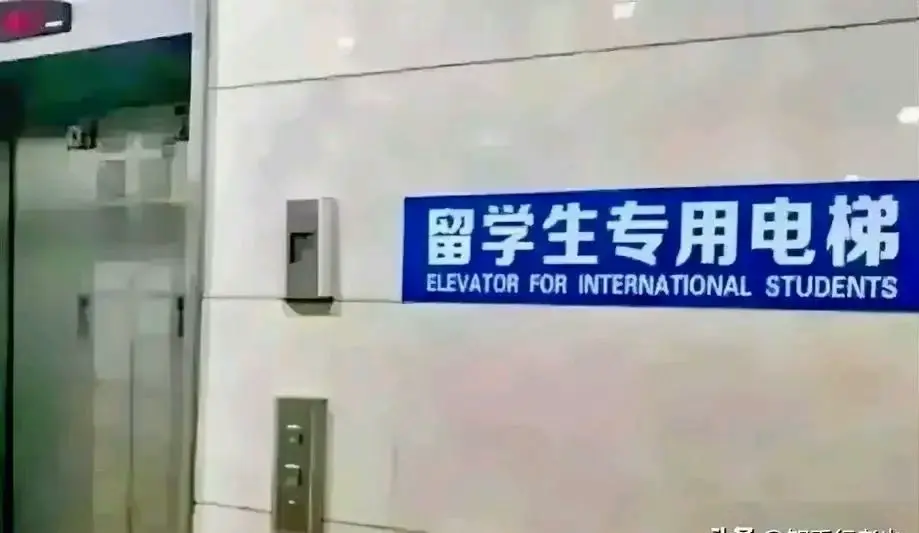 留学生专用电梯
ELEVATOR FOR INTERNATIONAL STUDENTS